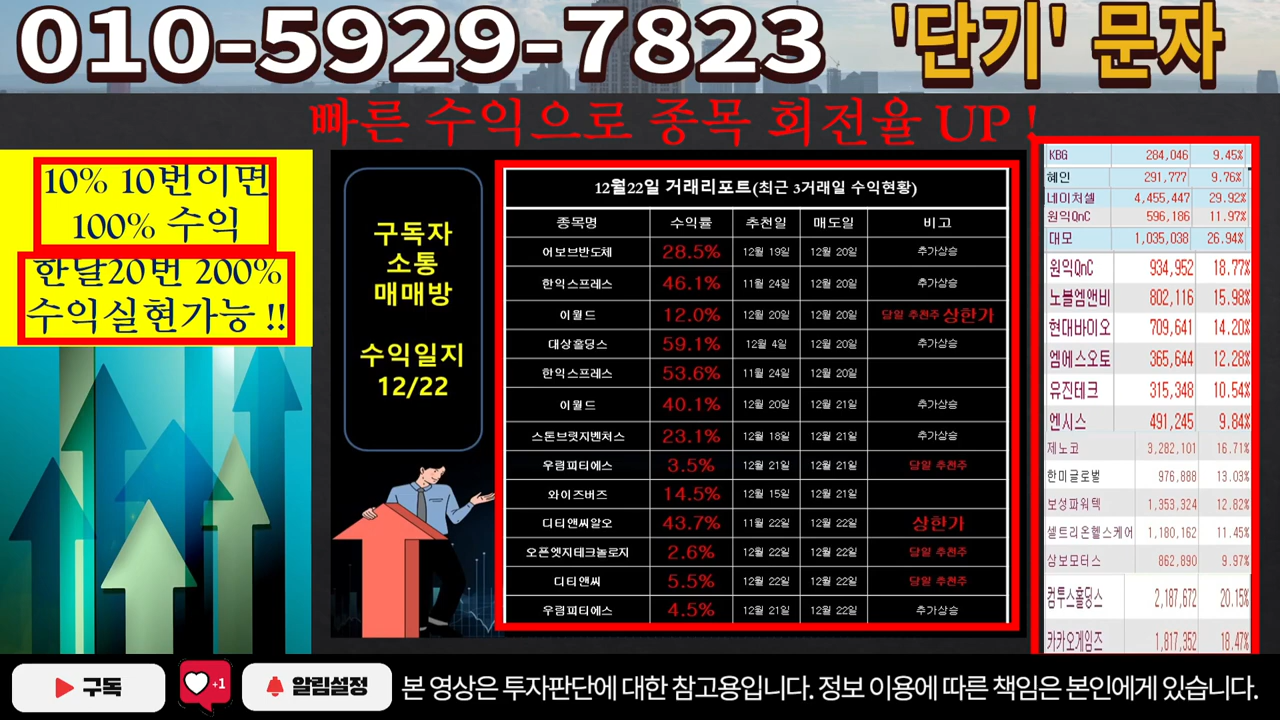 010-5929-7823 '단기' 문자
빠른 수익으로 종목 회전율 UP !
10% 10번이면
100% 수익
한달20번 200%
수익실현가능 !!
구독자
소통
매매방
수익일지
12/22
12월22일 거래리포트(최근 3거래일 수익현황)
종목명 수익률 추천일 매도일 비고
어보브반도체 28.5% 12월 19일 12월 20일 추가상승
한익스프레스 46.1% 11월 24일 12월 20일 추가상승
이월드 12.0% 12월 20일 12월 20일 당일 추천주 상한가
대상홀딩스 59.1% 12월 4일 12월 20일 추가상승
한익스프레스 53.6% 11월 24일 12월 20일
이월드 40.1% 12월 20일 12월 21일 추가상승
스톤브릿지벤처스 23.1% 12월 18일 12월 21일 추가상승
우림피티에스 3.5% 12월 21일 12월 21일 당일 추천주
와이즈버즈 14.5% 12월 15일 12월 21일
디티앤씨알오 43.7% 11월 22일 12월 22일 상한가
오픈엣지테크놀로지 2.6% 12월 22일 12월 22일 당일 추천주
디티앤씨 5.5% 12월 22일 12월 22일 당일 추천주
우림피티에스 4.5% 12월 21일 12월 22일 추가상승
KBG 284,046 9.45%
혜인 291,777 9.76%
네이처셀 4,455,447 29.92%
원익QnC 596,186 11.97%
대모 1,035,038 26.94%
원익QnC 934,952 18.77%
노블엠앤비 802,116 15.98%
현대바이오 709,641 14.20%
엠에스오토 365,644 12.28%
유진테크 315,348 10.54%
엔시스 491,245 9.84%
제노코 3,282,101 16.71%
한미글로벌 976,888 13.03%
보성파워텍 1,353,324 12.82%
셀트리온헬스케어 1,180,162 11.45%
삼보모터스 862,890 9.97%
컴투스홀딩스 2,187,672 20.15%
카카오게임즈 1,817,352 18.47%
구독 +1 알림설정 본 영상은 투자판단에 대한 참고용입니다. 정보 이용에 따른 책임은 본인에게 있습니다.